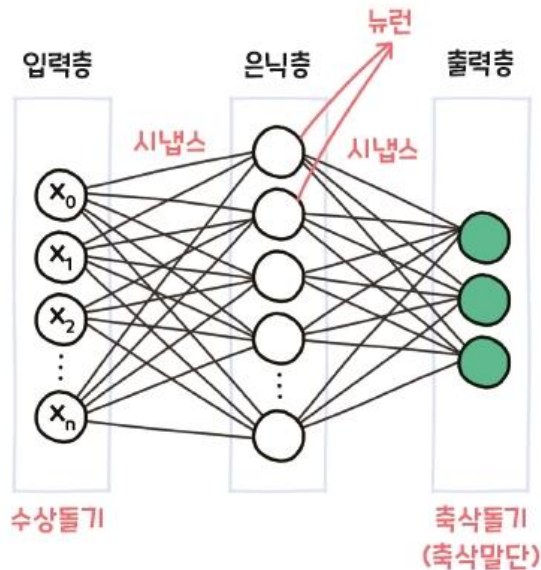 뉴런
입력층
은닉층
출력층
시냅스
시냅스
x₀
x₁
x₂
⋮
xₙ
⋮
수상돌기
축삭돌기
(축삭말단)